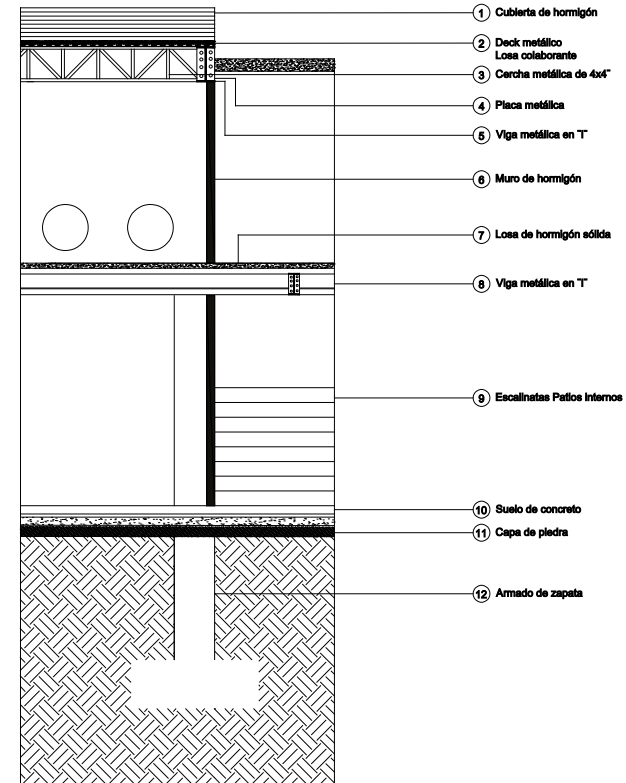 1 Cubierta de hormigón
2 Deck metálico
Losa colaborante
3 Cercha metálica de 4x4"
4 Placa metálica
5 Viga metálica en "I"
6 Muro de hormigón
7 Losa de hormigón sólida
8 Viga metálica en "I"
9 Escalinatas Patios internos
10 Suelo de concreto
11 Capa de piedra
12 Armado de zapata